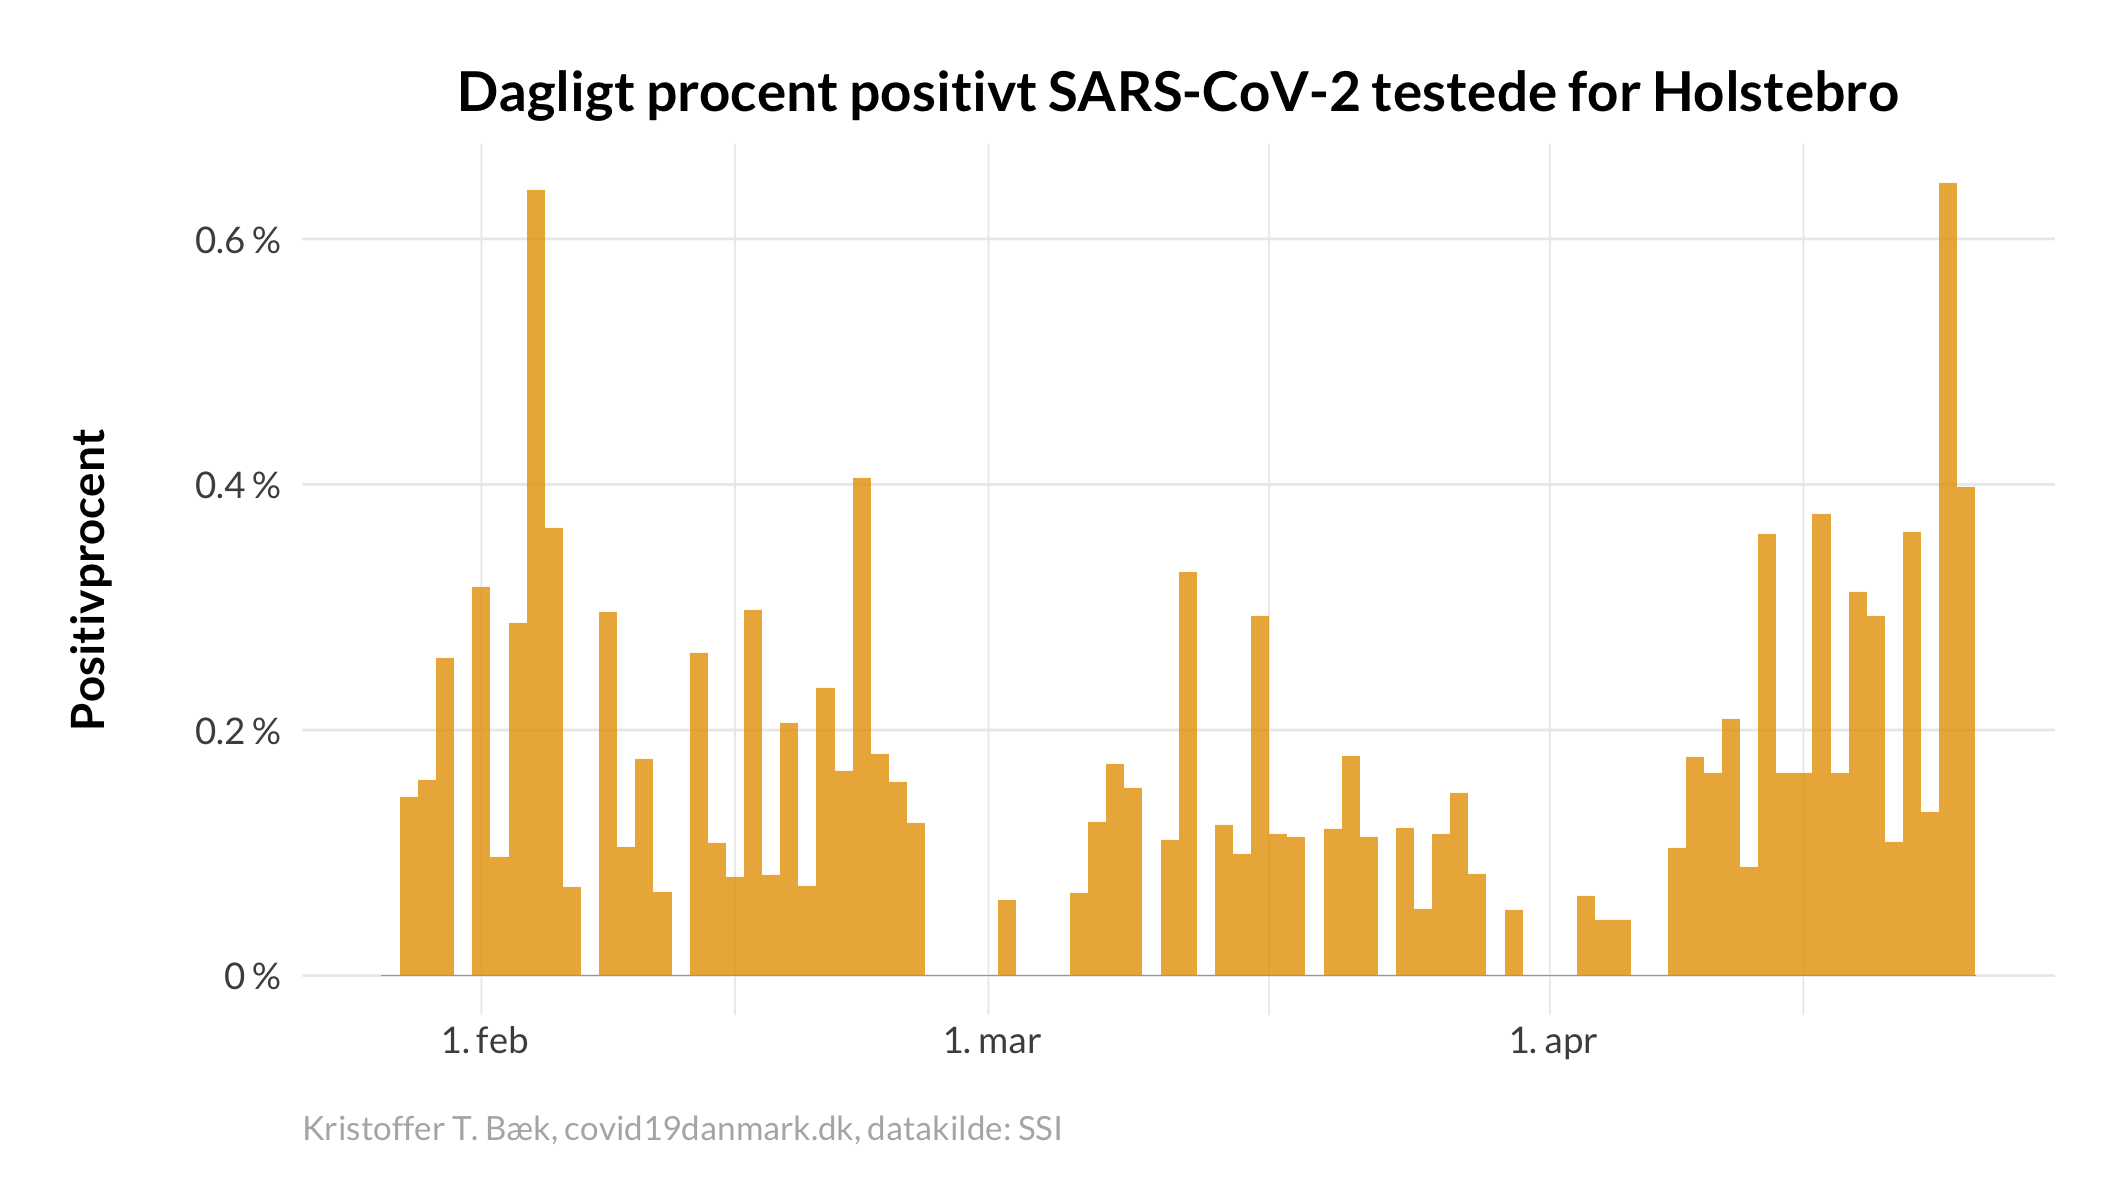 Dagligt procent positivt SARS-CoV-2 testede for Holstebro
Positivprocent
0.6 %
0.4 %
0.2 %
0 %
1. feb
1. mar
1. apr
Kristoffer T. Bæk, covid19danmark.dk, datakilde: SSI